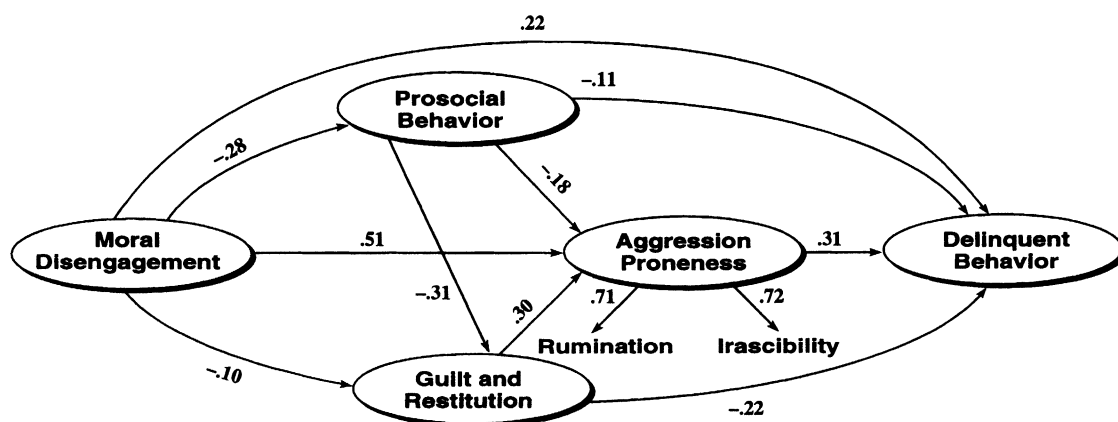 .22
-.11
Prosocial
Behavior
-.28
-.18
Moral
Disengagement
.51
Aggression
Proneness
.31
Delinquent
Behavior
-.31
.30
.71
.72
Rumination
Irascibility
-.10
Guilt and
Restitution
-.22